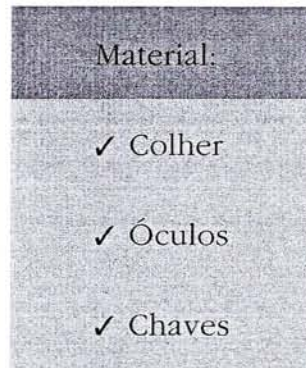 Material:
✓ Colher
✓ Óculos
✓ Chaves